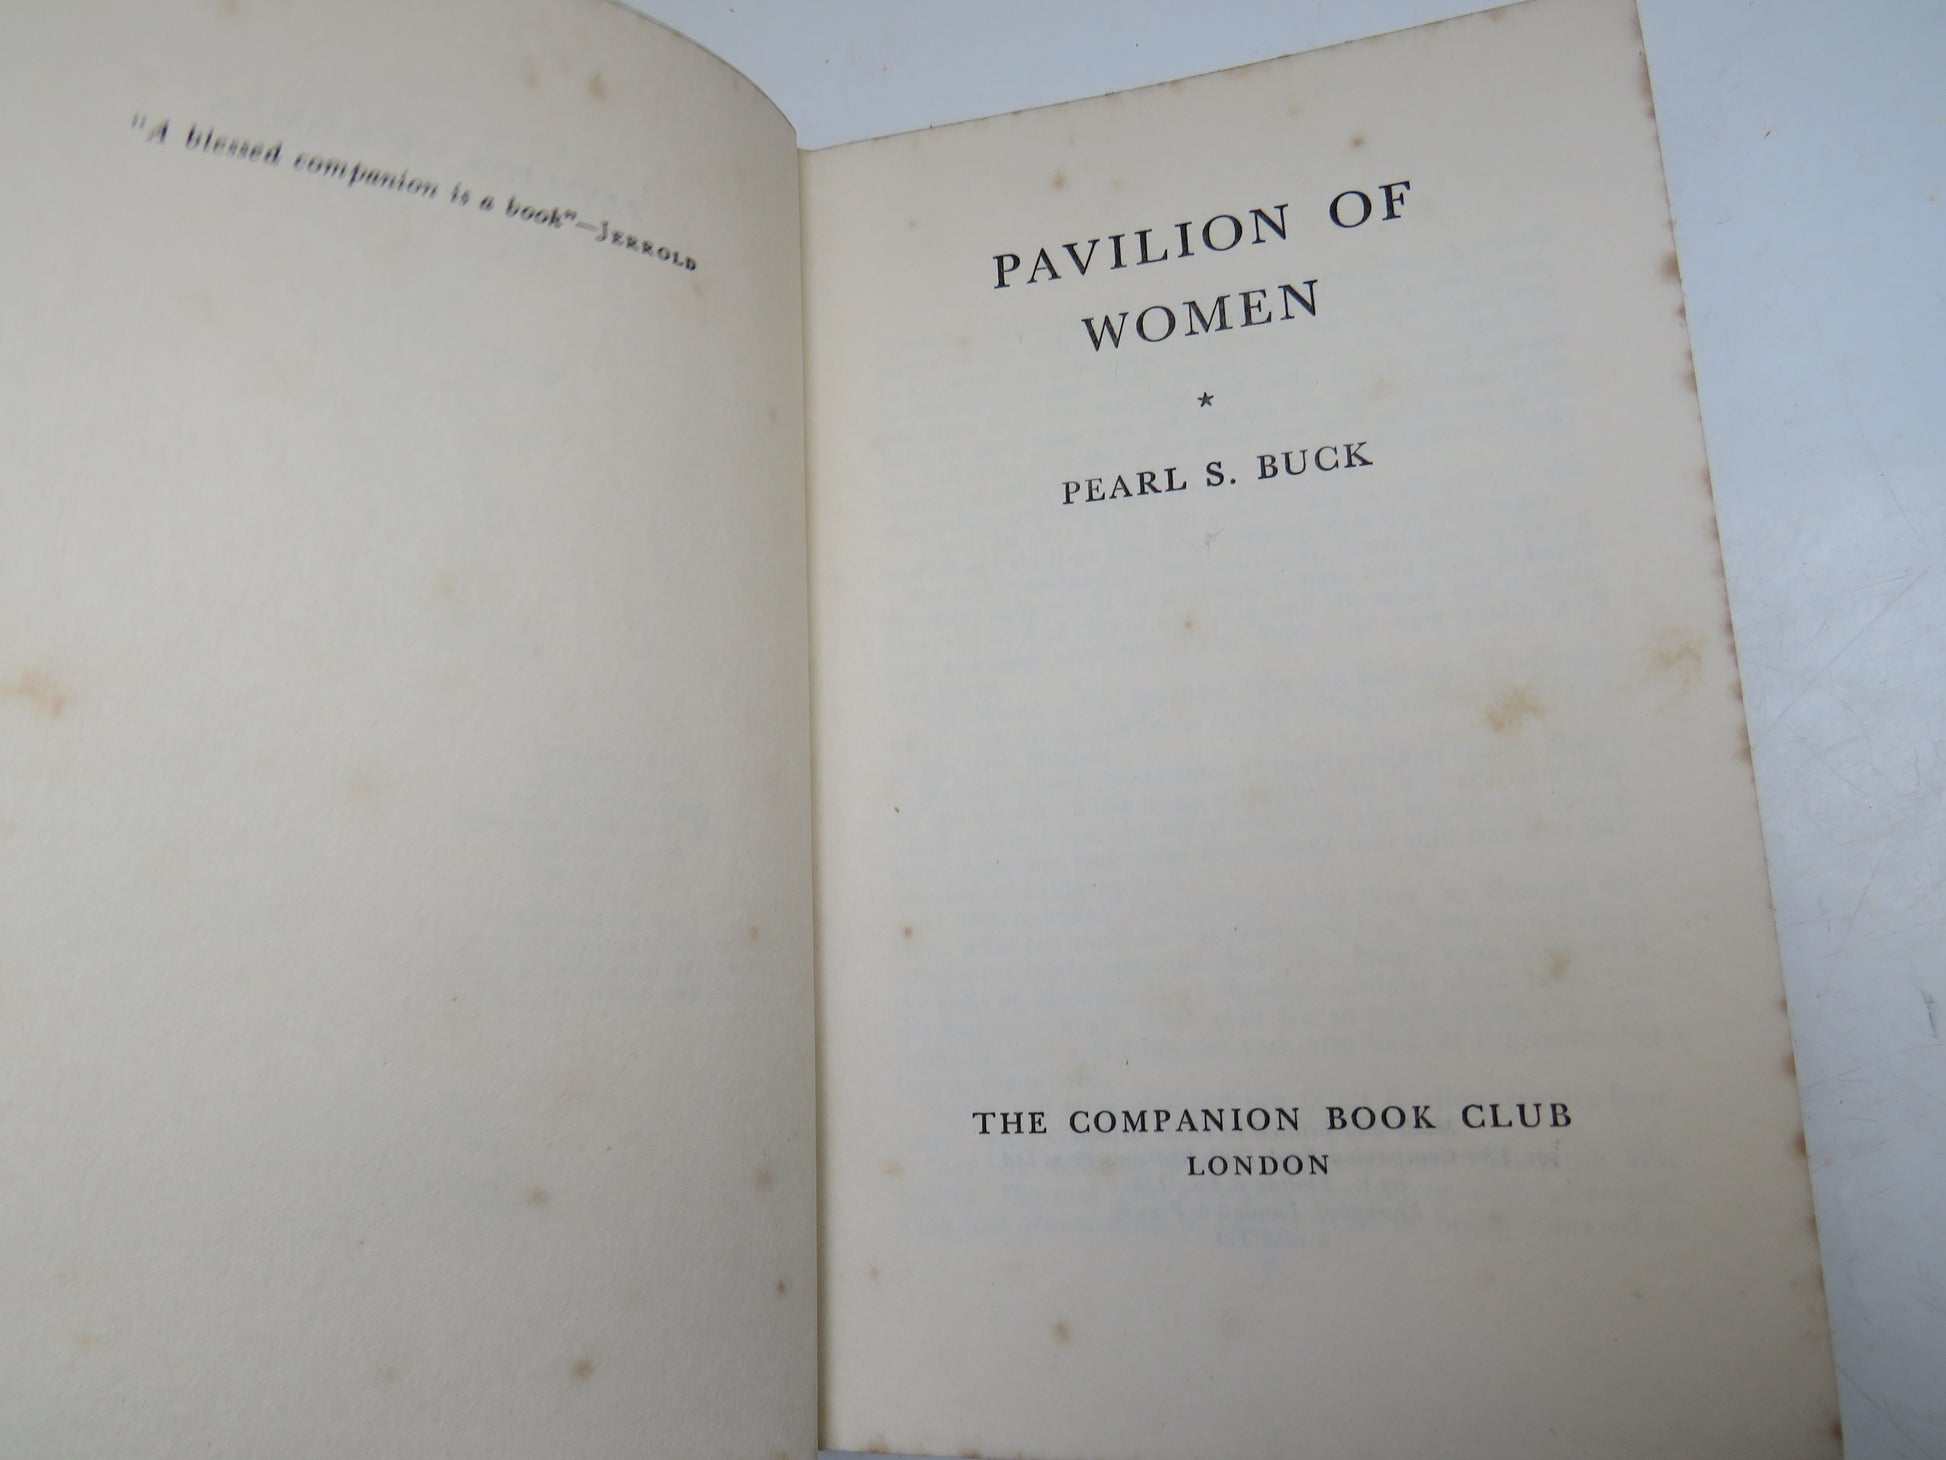 "A blessed companion is a book"—JERROLD
PAVILION OF
WOMEN
*
PEARL S. BUCK
THE COMPANION BOOK CLUB
LONDON